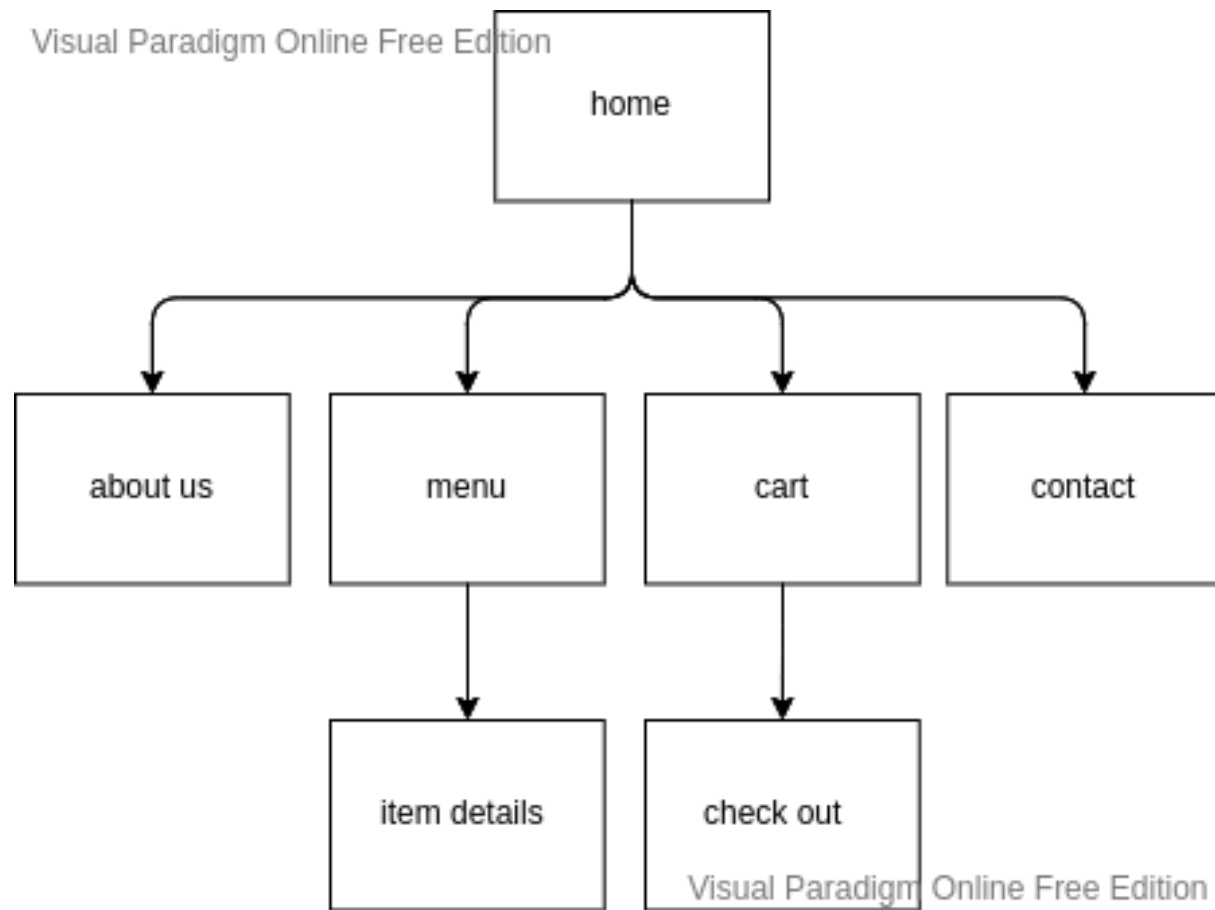 Visual Paradigm Online Free Edition
home
about us
menu
cart
contact
item details
check out
Visual Paradigm Online Free Edition